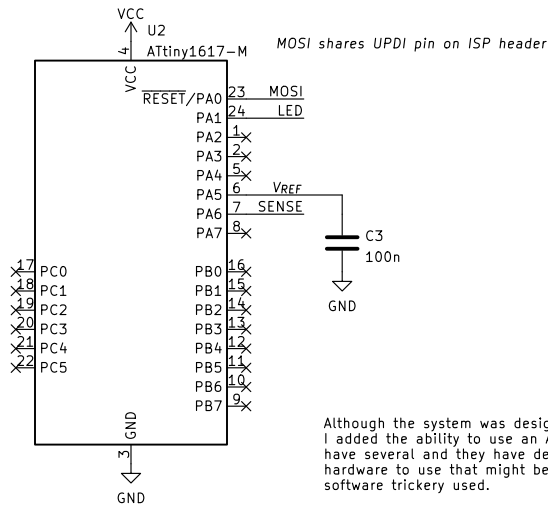 VCC
U2
ATtiny1617-M
MOSI shares UPDI pin on ISP header
4
VCC
RESET/PA0 23 MOSI
PA1 24 LED
PA2 1
PA3 2
PA4 5
PA5 6 VREF
PA6 7 SENSE
PA7 8
C3
100n
GND
17 PC0 PB0 16
18 PC1 PB1 15
19 PC2 PB2 14
20 PC3 PB3 13
21 PC4 PB4 12
22 PC5 PB5 11
PB6 10
PB7 9
GND
3
GND
Although the system was desig
I added the ability to use an
have several and they have de
hardware to use that might be
software trickery used.